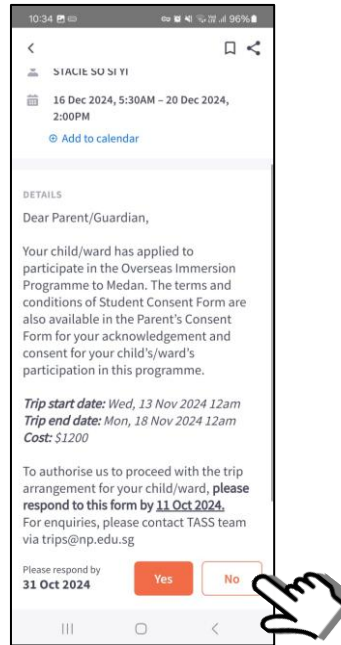 10:34 96%
STACIE SO SI YI
16 Dec 2024, 5:30AM – 20 Dec 2024,
2:00PM
Add to calendar
DETAILS
Dear Parent/Guardian,
Your child/ward has applied to
participate in the Overseas Immersion
Programme to Medan. The terms and
conditions of Student Consent Form are
also available in the Parent's Consent
Form for your acknowledgement and
consent for your child's/ward's
participation in this programme.
Trip start date: Wed, 13 Nov 2024 12am
Trip end date: Mon, 18 Nov 2024 12am
Cost: $1200
To authorise us to proceed with the trip
arrangement for your child/ward, please
respond to this form by 11 Oct 2024.
For enquiries, please contact TASS team
via trips@np.edu.sg
Please respond by
31 Oct 2024
Yes
No